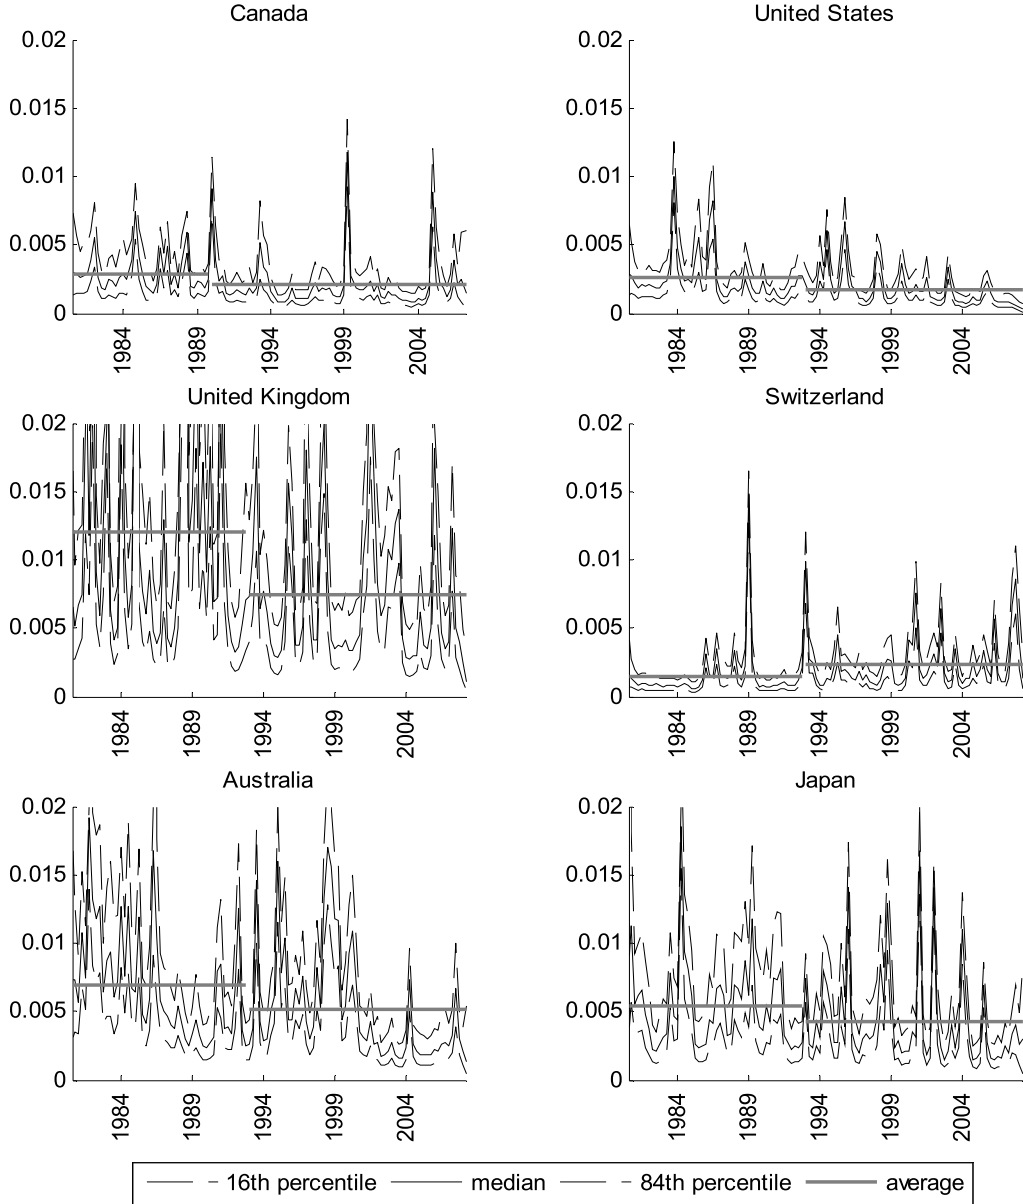 Canada United States
0.02 0.02
0.015 0.015
0.01 0.01
0.005 0.005
0 0
1984 1989 1994 1999 2004 1984 1989 1994 1999 2004
United Kingdom Switzerland
0.02 0.02
0.015 0.015
0.01 0.01
0.005 0.005
0 0
1984 1989 1994 1999 2004 1984 1989 1994 1999 2004
Australia Japan
0.02 0.02
0.015 0.015
0.01 0.01
0.005 0.005
0 0
1984 1989 1994 1999 2004 1984 1989 1994 1999 2004
16th percentile median 84th percentile average